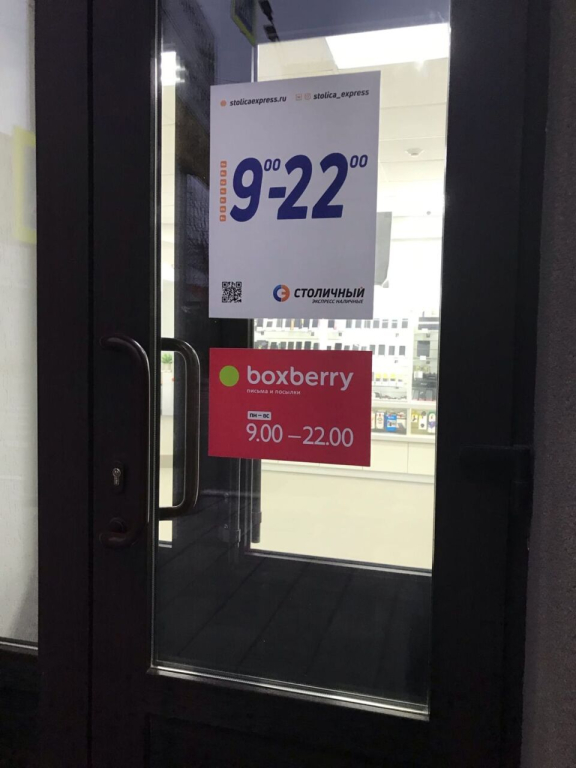 stolicaexpress.ru stolica_express
9⁰⁰-22⁰⁰
СТОЛИЧНЫЙ
ЭКСПРЕСС НАЛИЧНЫЕ
boxberry
письма и посылки
пн – вс
9.00 – 22.00